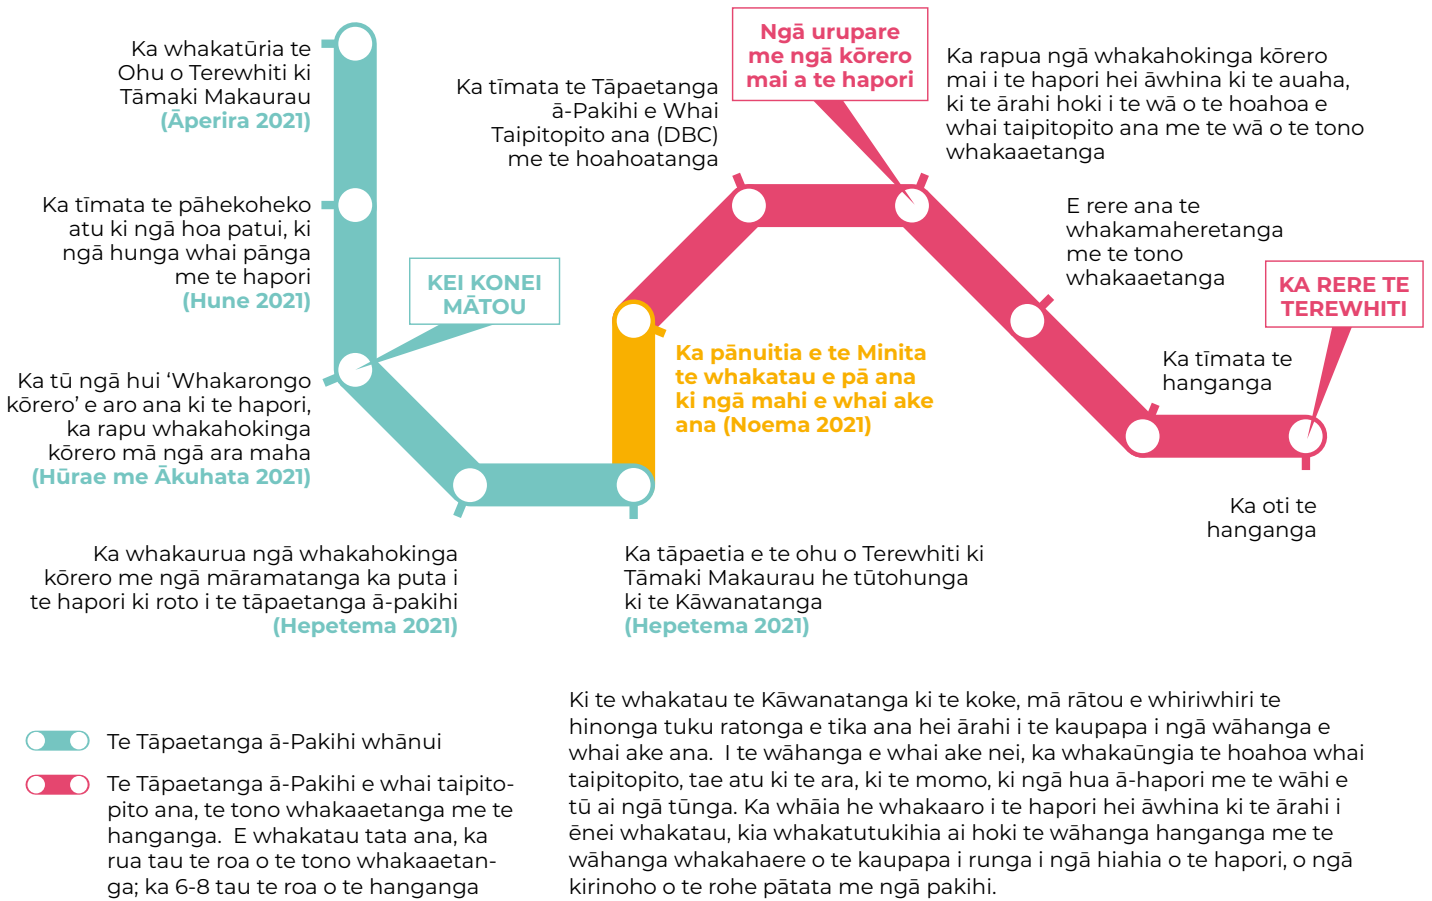 Ka whakatūria te
Ohu o Terewhiti ki
Tāmaki Makaurau
(Āperira 2021)
Ka tīmata te pāhekoheko
atu ki ngā hoa patui, ki
ngā hunga whai pānga
me te hapori
(Hune 2021)
KEI KONEI
MĀTOU
Ka tū ngā hui ‘Whakarongo
kōrero’ e aro ana ki te hapori,
ka rapu whakahokinga
kōrero mā ngā ara maha
(Hūrae me Ākuhata 2021)
Ka whakaurua ngā whakahokinga
kōrero me ngā māramatanga ka puta i
te hapori ki roto i te tāpaetanga ā-pakihi
(Hepetema 2021)
Ka tāpaetia e te ohu o Terewhiti ki
Tāmaki Makaurau he tūtohunga
ki te Kāwanatanga
(Hepetema 2021)
Ka pānuitia e te Minita
te whakatau e pā ana
ki ngā mahi e whai ake
ana (Noema 2021)
Ka tīmata te Tāpaetanga
ā-Pakihi e Whai
Taipitopito ana (DBC)
me te hoahoatanga
Ngā urupare
me ngā kōrero
mai a te hapori
Ka rapua ngā whakahokinga kōrero
mai i te hapori hei āwhina ki te auaha,
ki te ārahi hoki i te wā o te hoahoa e
whai taipitopito ana me te wā o te tono
whakaaetanga
E rere ana te
whakamaheretanga
me te tono
whakaaetanga
Ka tīmata te
hanganga
KA RERE TE
TEREWHITI
Ka oti te
hanganga
Te Tāpaetanga ā-Pakihi whānui
Te Tāpaetanga ā-Pakihi e whai taipito-
pito ana, te tono whakaaetanga me te
hanganga. E whakatau tata ana, ka
rua tau te roa o te tono whakaaetan-
ga; ka 6-8 tau te roa o te hanganga
Ki te whakatau te Kāwanatanga ki te koke, mā rātou e whiriwhiri te
hinonga tuku ratonga e tika ana hei ārahi i te kaupapa i ngā wāhanga e
whai ake ana. I te wāhanga e whai ake nei, ka whakaūngia te hoahoa whai
taipitopito, tae atu ki te ara, ki te momo, ki ngā hua ā-hapori me te wāhi e
tū ai ngā tūnga. Ka whāia he whakaaro i te hapori hei āwhina ki te ārahi i
ēnei whakatau, kia whakatutukihia ai hoki te wāhanga hanganga me te
wāhanga whakahaere o te kaupapa i runga i ngā hiahia o te hapori, o ngā
kirinoho o te rohe pātata me ngā pakihi.